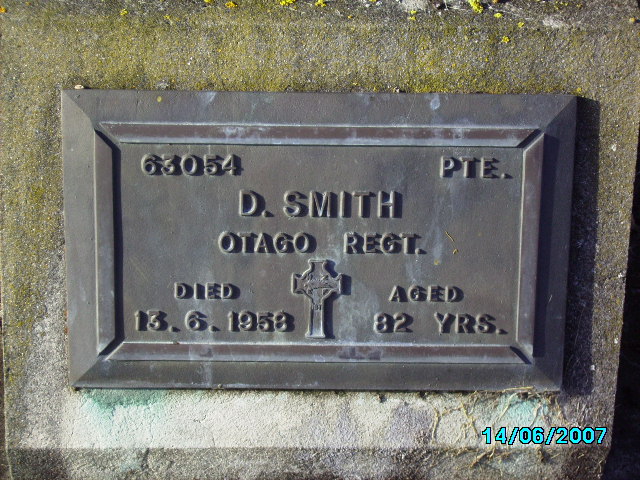 63054 PTE.
D. SMITH
OTAGO REGT.
DIED AGED
13.6.1958 82 YRS.
14/06/2007